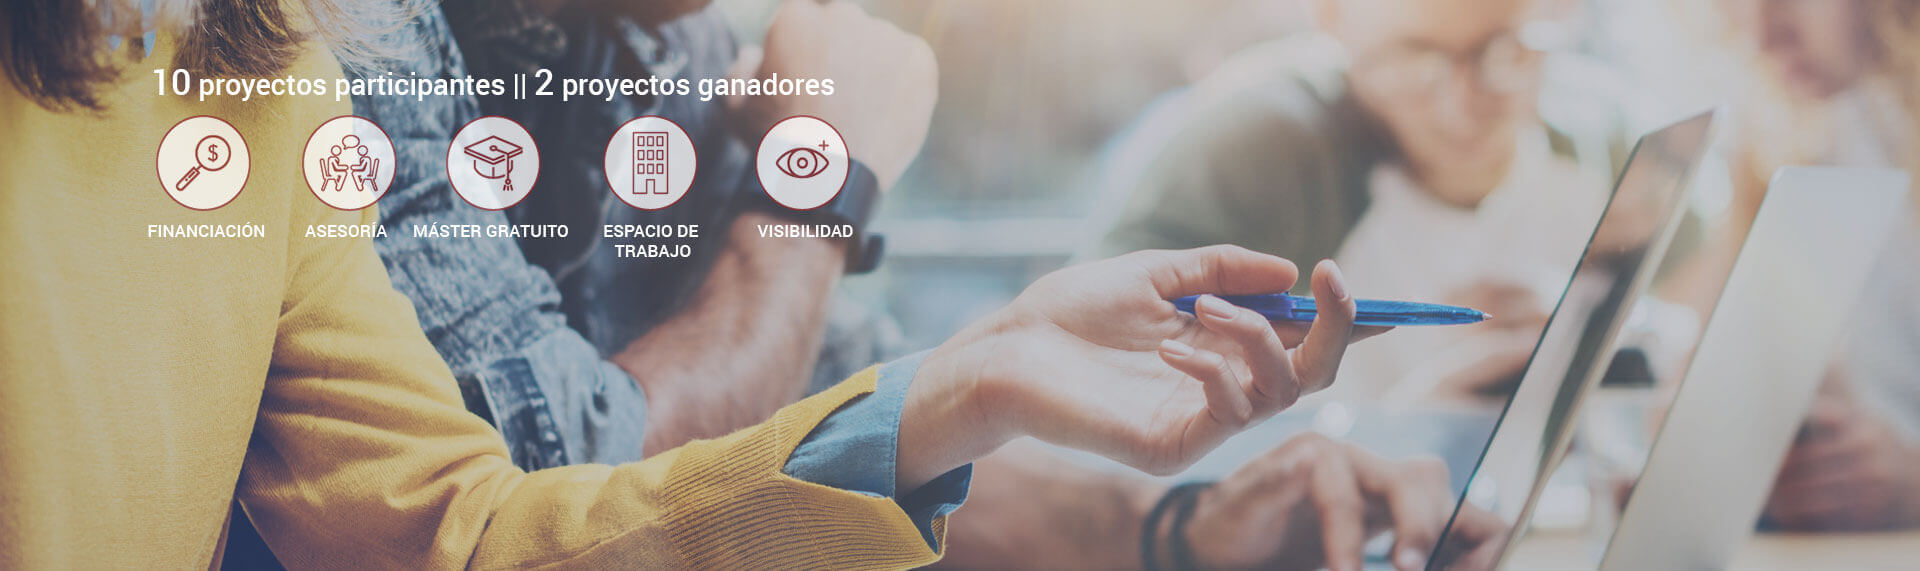 10 proyectos participantes || 2 proyectos ganadores
$
FINANCIACIÓN
ASESORÍA
MÁSTER GRATUITO
ESPACIO DE
TRABAJO
VISIBILIDAD